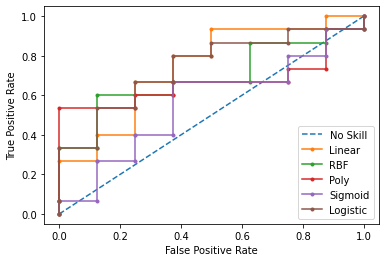 1.0
0.8
0.6
0.4
0.2
0.0
True Positive Rate
No Skill
Linear
RBF
Poly
Sigmoid
Logistic
0.0 0.2 0.4 0.6 0.8 1.0
False Positive Rate